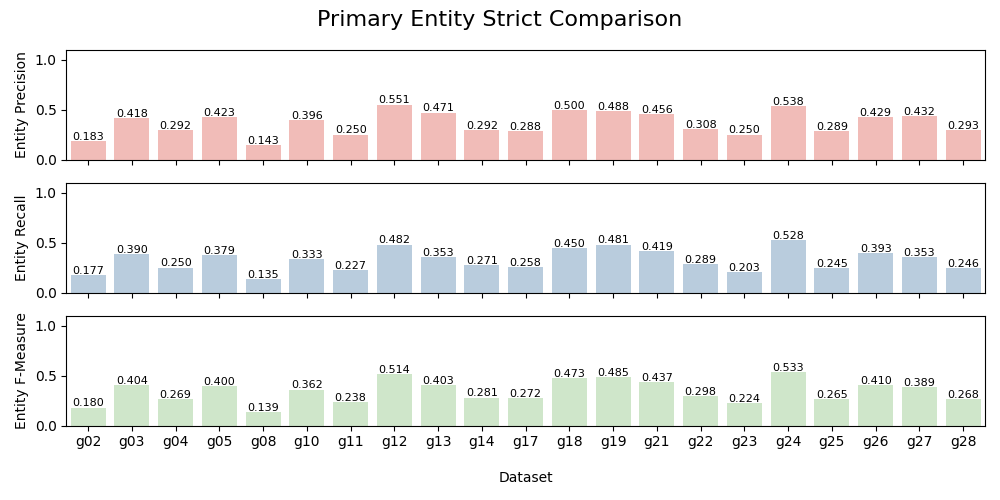 Primary Entity Strict Comparison
Entity Precision
1.0
0.5
0.0
0.183 0.418 0.292 0.423 0.143 0.396 0.250 0.551 0.471 0.292 0.288 0.500 0.488 0.456 0.308 0.250 0.538 0.289 0.429 0.432 0.293
Entity Recall
1.0
0.5
0.0
0.177 0.390 0.250 0.379 0.135 0.333 0.227 0.482 0.353 0.271 0.258 0.450 0.481 0.419 0.289 0.203 0.528 0.245 0.393 0.353 0.246
Entity F-Measure
1.0
0.5
0.0
0.180 0.404 0.269 0.400 0.139 0.362 0.238 0.514 0.403 0.281 0.272 0.473 0.485 0.437 0.298 0.224 0.533 0.265 0.410 0.389 0.268
g02 g03 g04 g05 g08 g10 g11 g12 g13 g14 g17 g18 g19 g21 g22 g23 g24 g25 g26 g27 g28
Dataset